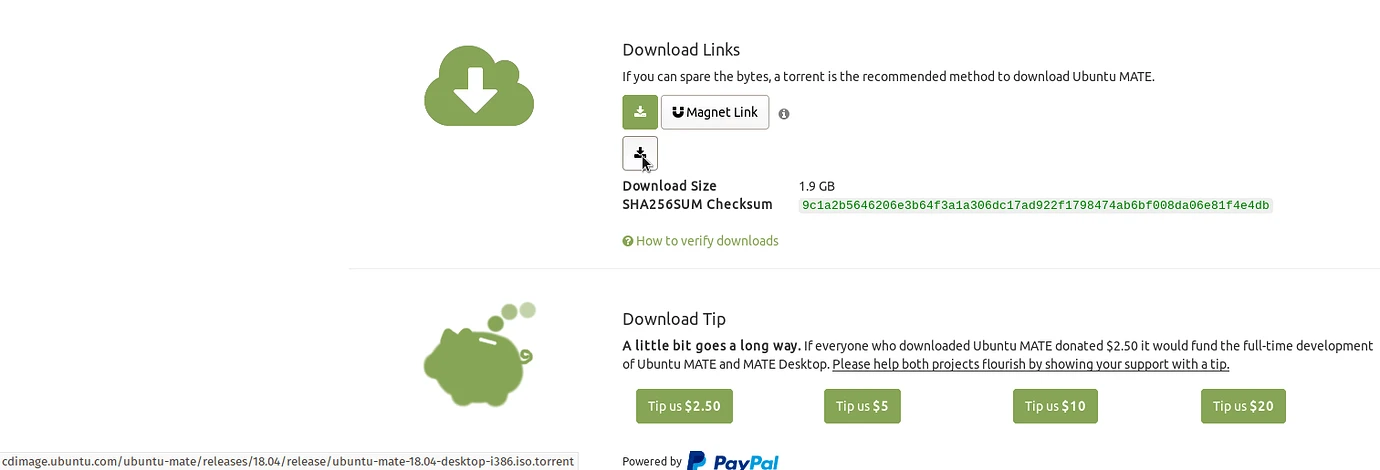 Download Links
If you can spare the bytes, a torrent is the recommended method to download Ubuntu MATE.
Magnet Link
Download Size 1.9 GB
SHA256SUM Checksum 9c1a2b5646206e3b64f3a1a306dc17ad922f1798474ab6bf008da06e81f4e4db
How to verify downloads
Download Tip
A little bit goes a long way. If everyone who downloaded Ubuntu MATE donated $2.50 it would fund the full-time development
of Ubuntu MATE and MATE Desktop. Please help both projects flourish by showing your support with a tip.
Tip us $2.50 Tip us $5 Tip us $10 Tip us $20
Powered by PayPal
cdimage.ubuntu.com/ubuntu-mate/releases/18.04/release/ubuntu-mate-18.04-desktop-i386.iso.torrent